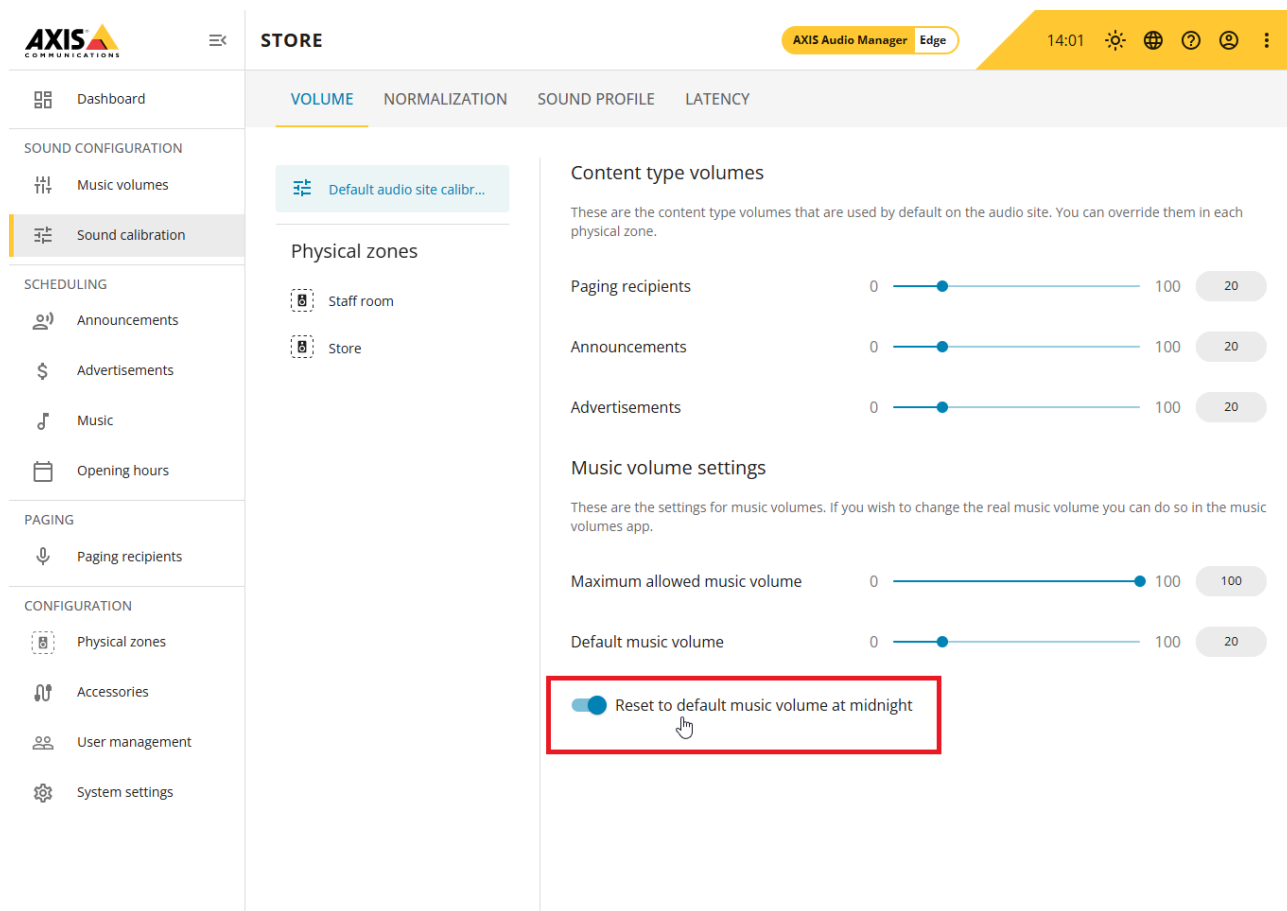 AXIS
COMMUNICATIONS
STORE
AXIS Audio Manager Edge
14:01
Dashboard
SOUND CONFIGURATION
Music volumes
Sound calibration
SCHEDULING
Announcements
Advertisements
Music
Opening hours
PAGING
Paging recipients
CONFIGURATION
Physical zones
Accessories
User management
System settings
VOLUME NORMALIZATION SOUND PROFILE LATENCY
Default audio site calibr...
Physical zones
Staff room
Store
Content type volumes
These are the content type volumes that are used by default on the audio site. You can override them in each
physical zone.
Paging recipients 0 100 20
Announcements 0 100 20
Advertisements 0 100 20
Music volume settings
These are the settings for music volumes. If you wish to change the real music volume you can do so in the music
volumes app.
Maximum allowed music volume 0 100 100
Default music volume 0 100 20
Reset to default music volume at midnight